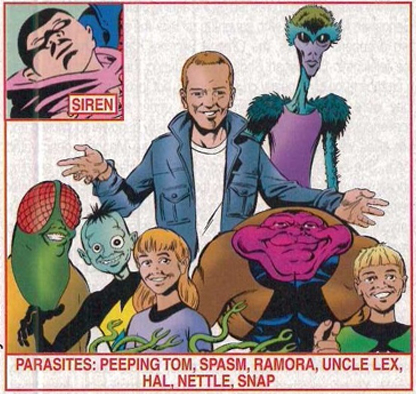 SIREN
PARASITES: PEEPING TOM, SPASM, RAMORA, UNCLE LEX,
HAL, NETTLE, SNAP